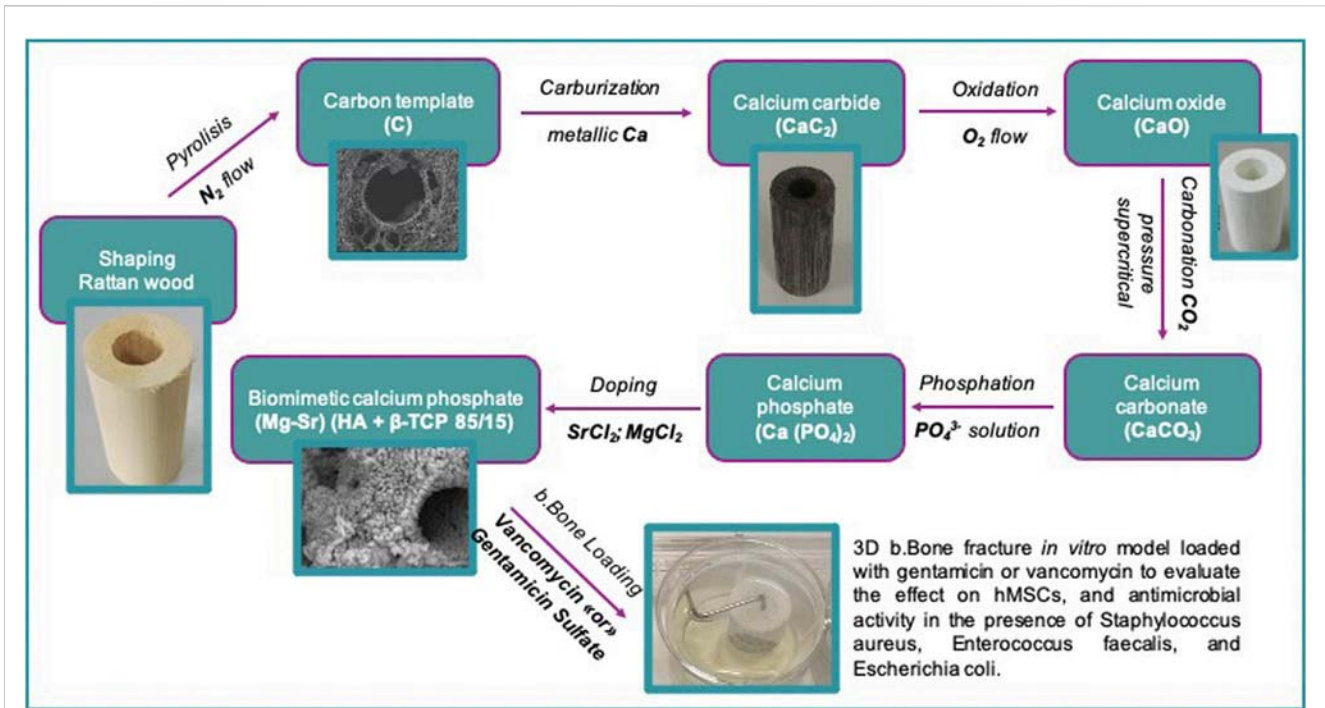 Shaping
Rattan wood
Pyrolisis
N₂ flow
Carbon template
(C)
Carburization
metallic Ca
Calcium carbide
(CaC₂)
Oxidation
O₂ flow
Calcium oxide
(CaO)
Carbonation CO₂
pressure
supercritical
Calcium
carbonate
(CaCO₃)
Phosphation
PO₄³⁻ solution
Calcium
phosphate
(Ca (PO₄)₂)
Doping
SrCl₂; MgCl₂
Biomimetic calcium phosphate
(Mg-Sr) (HA + β-TCP 85/15)
b.Bone Loading
Vancomycin «or»
Gentamicin Sulfate
3D b.Bone fracture in vitro model loaded
with gentamicin or vancomycin to evaluate
the effect on hMSCs, and antimicrobial
activity in the presence of Staphylococcus
aureus, Enterococcus faecalis, and
Escherichia coli.